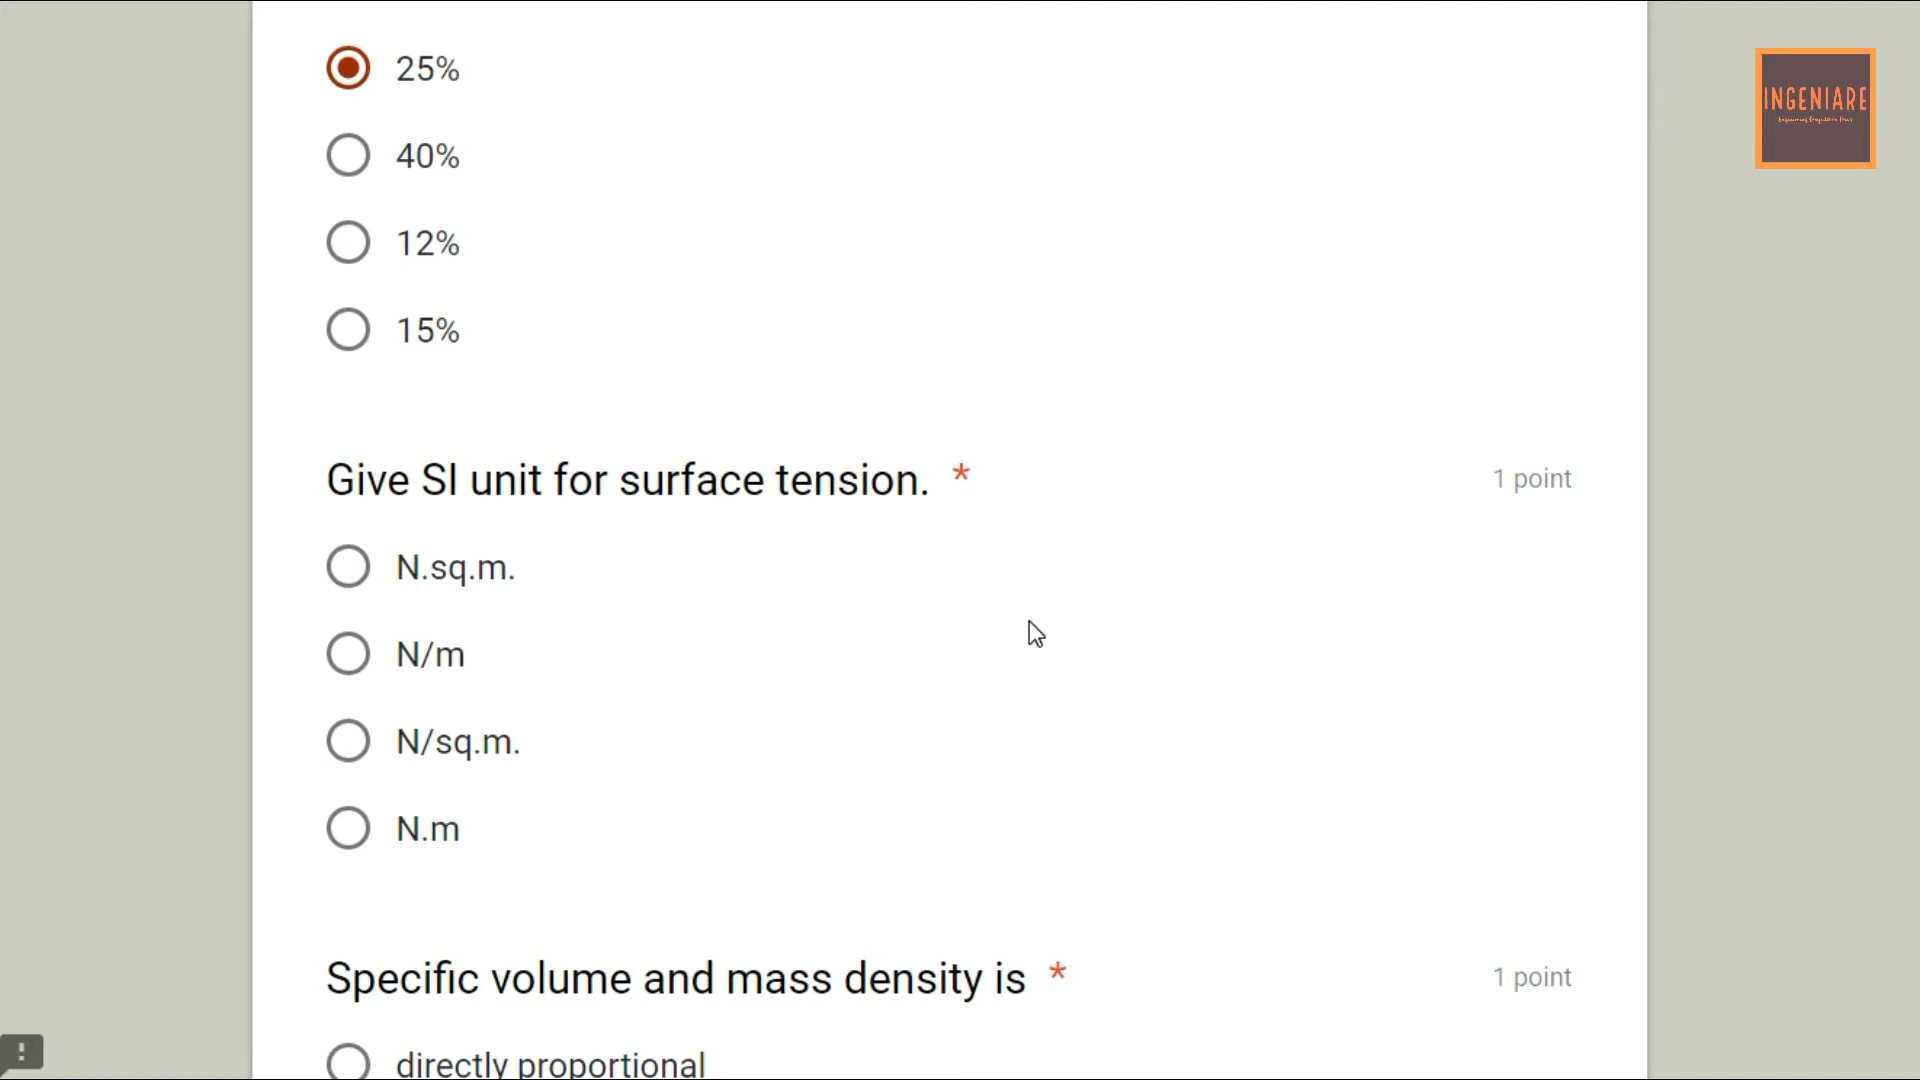 25%
INGENIARE
40%
12%
15%
Give SI unit for surface tension. *
1 point
N.sq.m.
N/m
N/sq.m.
N.m
Specific volume and mass density is *
1 point
directly proportional